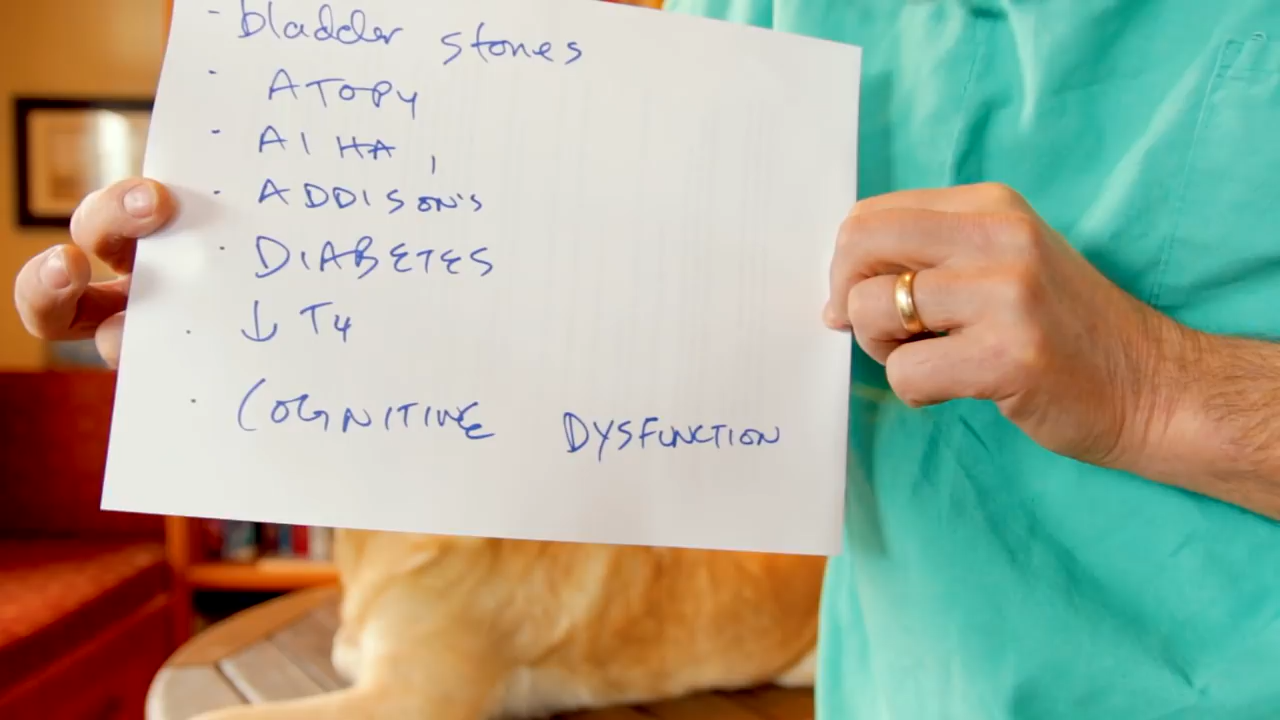 - bladder stones
- ATOPY
- AIHA,
- ADDISON'S
· DIABETES
· ↓ T4
· COGNITIVE DYSFUNCTION